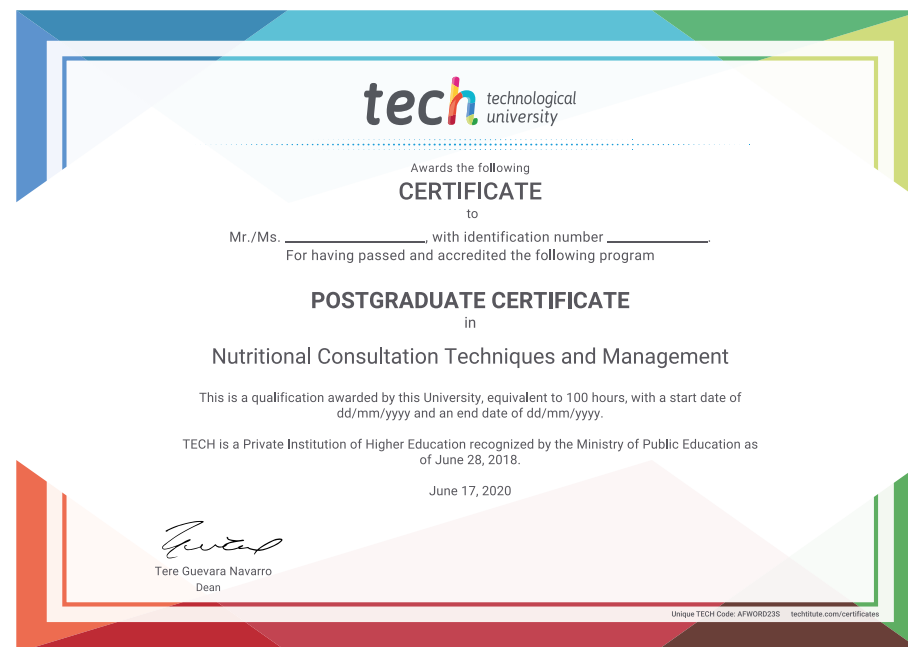 tech technological
university
Awards the following
CERTIFICATE
to
Mr./Ms. ____________________, with identification number __________________.
For having passed and accredited the following program
POSTGRADUATE CERTIFICATE
in
Nutritional Consultation Techniques and Management
This is a qualification awarded by this University, equivalent to 100 hours, with a start date of
dd/mm/yyyy and an end date of dd/mm/yyyy.
TECH is a Private Institution of Higher Education recognized by the Ministry of Public Education as
of June 28, 2018.
June 17, 2020
Tere Guevara Navarro
Dean
Unique TECH Code: AFWORD23S techtitute.com/certificates